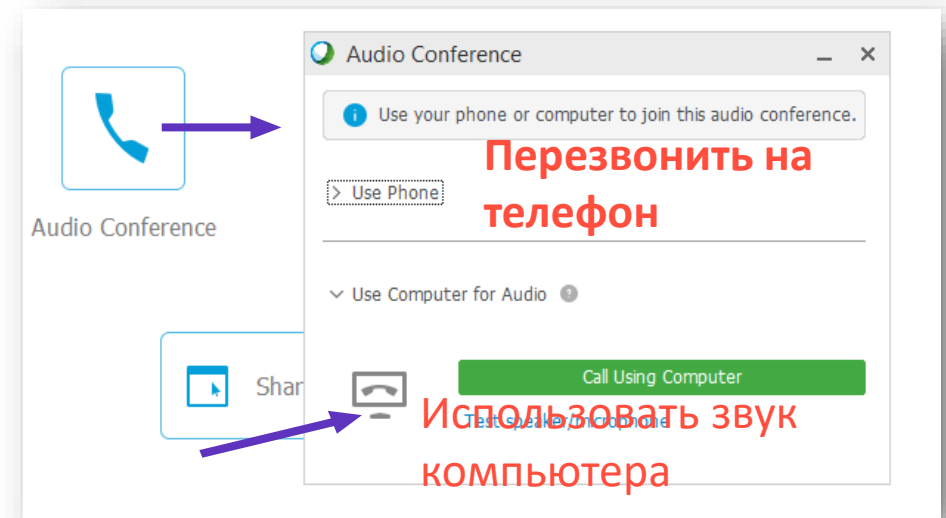 Audio Conference
Use your phone or computer to join this audio conference.
Перезвонить на
телефон
Use Phone
Audio Conference
Use Computer for Audio
Call Using Computer
Shar
Использовать звук
Test speaker/microphone
компьютера